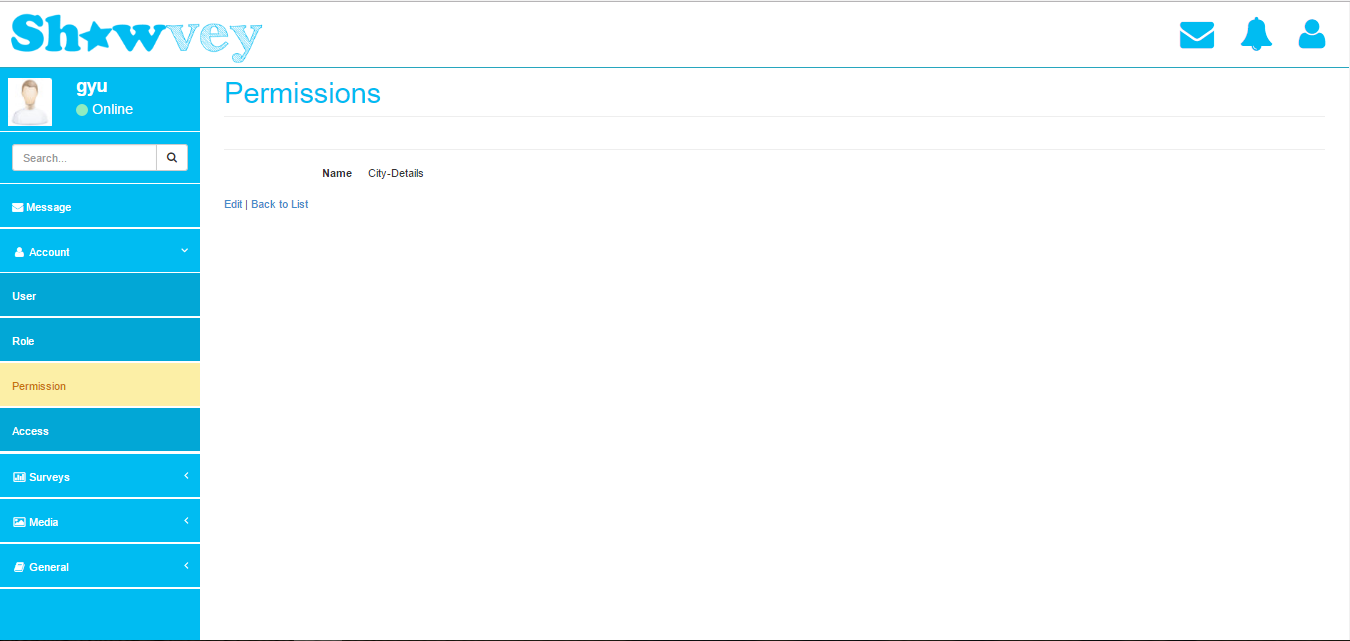 Sh★wvey
gyu
Online
Search...
Message
Account
User
Role
Permission
Access
Surveys
Media
General
Permissions
Name City-Details
Edit | Back to List